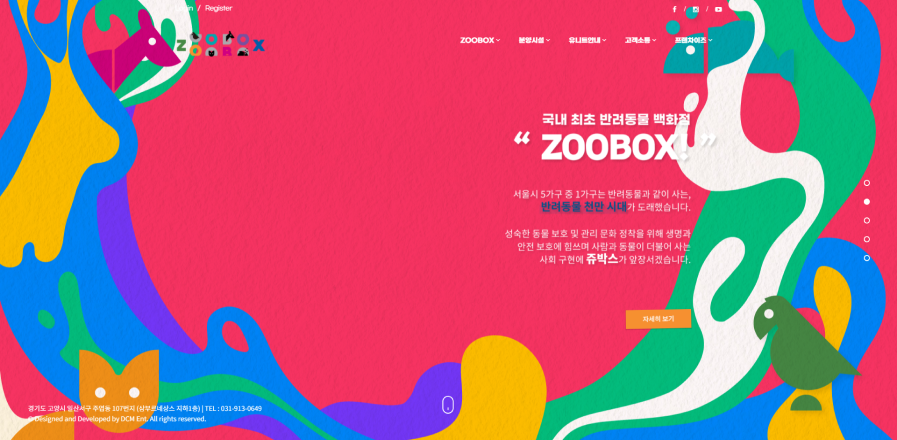 / Register
/ /
ZOOBOX
ZOOBOX 분양시설 유니트안내 고객소통 프랜차이즈
국내 최초 반려동물 백화점
“ ZOOBOX! ”
서울시 5가구 중 1가구는 반려동물과 같이 사는,
반려동물 천만 시대가 도래했습니다.
성숙한 동물 보호 및 관리 문화 정착을 위해 생명과
안전 보호에 힘쓰며 사람과 동물이 더불어 사는
사회 구현에 쥬박스가 앞장서겠습니다.
자세히 보기
경기도 고양시 일산서구 주엽동 107번지 (삼부르네상스 지하1층) | TEL : 031-913-0649
© Designed and Developed by DCM Ent. All rights reserved.